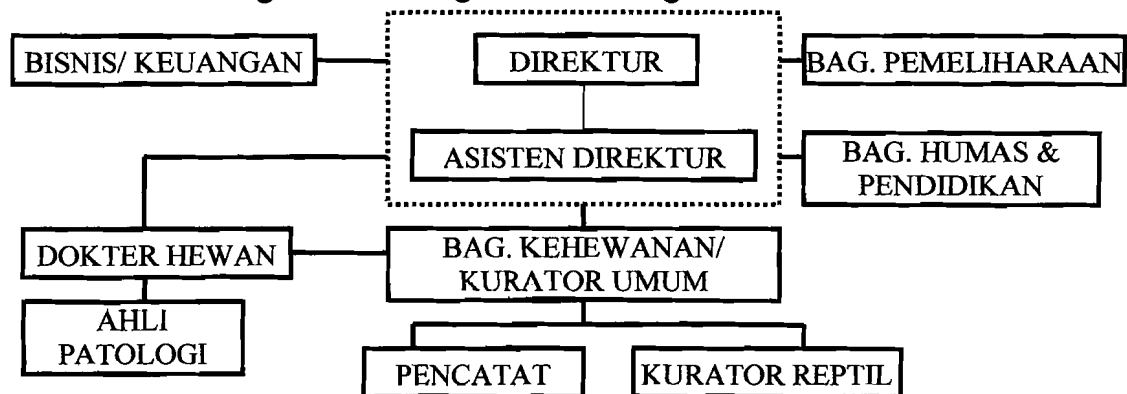 BISNIS/ KEUANGAN
DIREKTUR
BAG. PEMELIHARAAN
ASISTEN DIREKTUR
BAG. HUMAS &
PENDIDIKAN
DOKTER HEWAN
BAG. KEHEWANAN/
KURATOR UMUM
AHLI
PATOLOGI
PENCATAT
KURATOR REPTIL